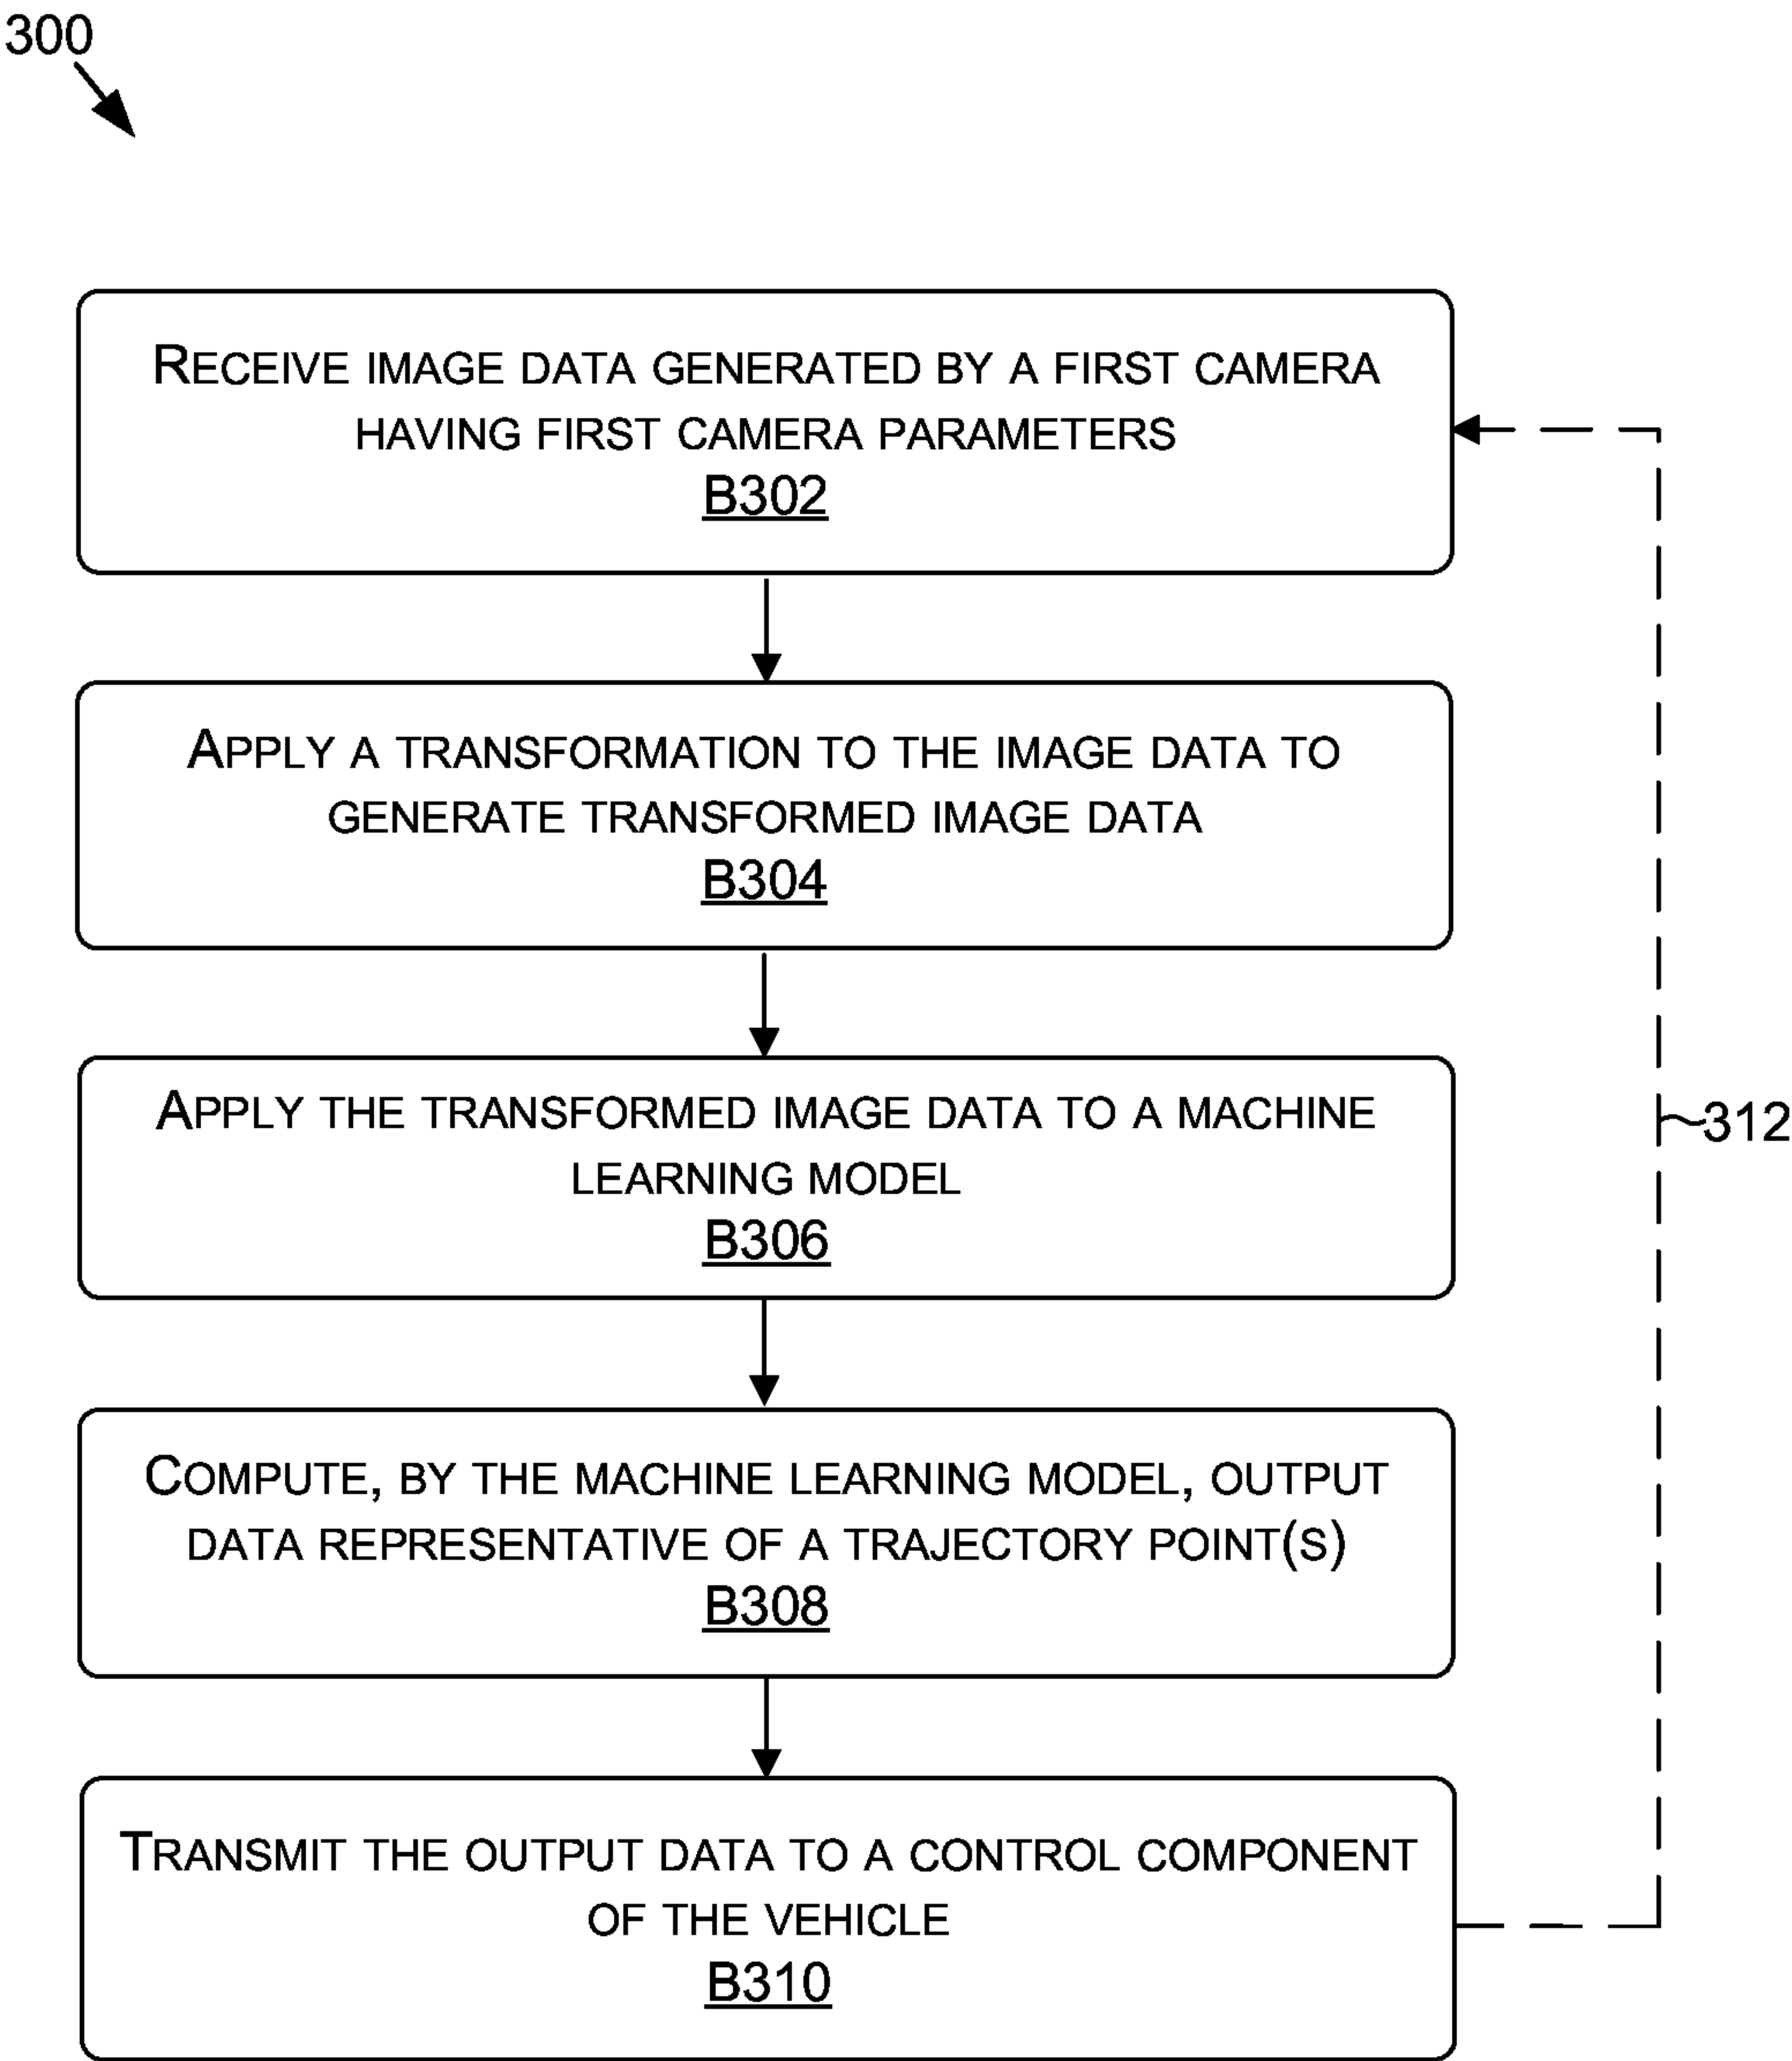 300
Receive image data generated by a first camera
having first camera parameters
B302
Apply a transformation to the image data to
generate transformed image data
B304
Apply the transformed image data to a machine
learning model
B306
312
Compute, by the machine learning model, output
data representative of a trajectory point(s)
B308
Transmit the output data to a control component
of the vehicle
B310